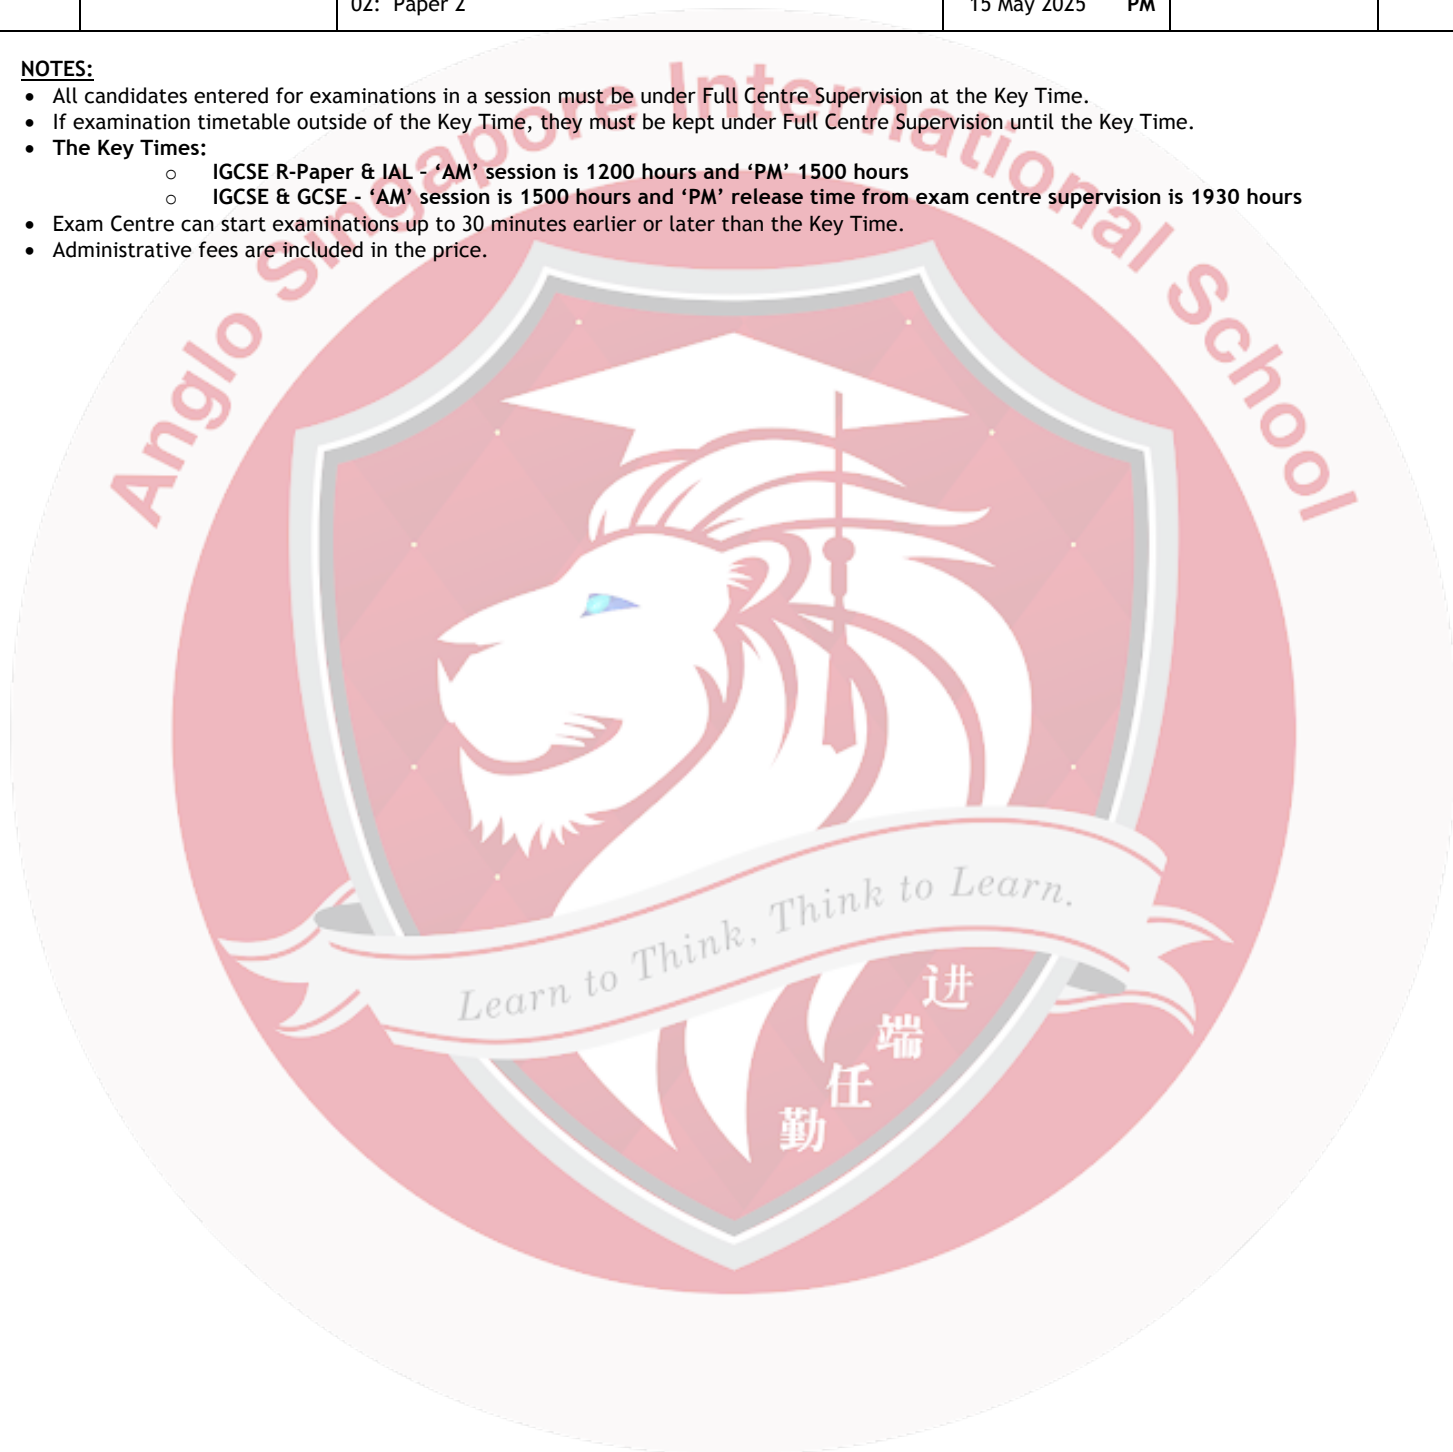 02: Paper 2
15 May 2025 PM
NOTES:
• All candidates entered for examinations in a session must be under Full Centre Supervision at the Key Time.
• If examination timetable outside of the Key Time, they must be kept under Full Centre Supervision until the Key Time.
• The Key Times:
○ IGCSE R-Paper & IAL – ‘AM’ session is 1200 hours and ‘PM’ 1500 hours
○ IGCSE & GCSE - ‘AM’ session is 1500 hours and ‘PM’ release time from exam centre supervision is 1930 hours
• Exam Centre can start examinations up to 30 minutes earlier or later than the Key Time.
• Administrative fees are included in the price.
Anglo Singapore International School
Learn to Think, Think to Learn.
进
端
任
勤